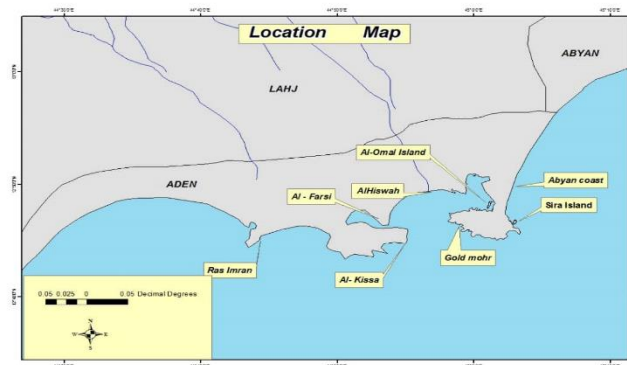 Location Map
ABYAN
LAHJ
Al-Omal Island
ADEN
Al - Farsi
AlHiswah
Abyan coast
Sira Island
Ras Imran
Al- Kissa
Gold mohr
0.05 0.025 0 0.05 Decimal Degrees
N
W E
S